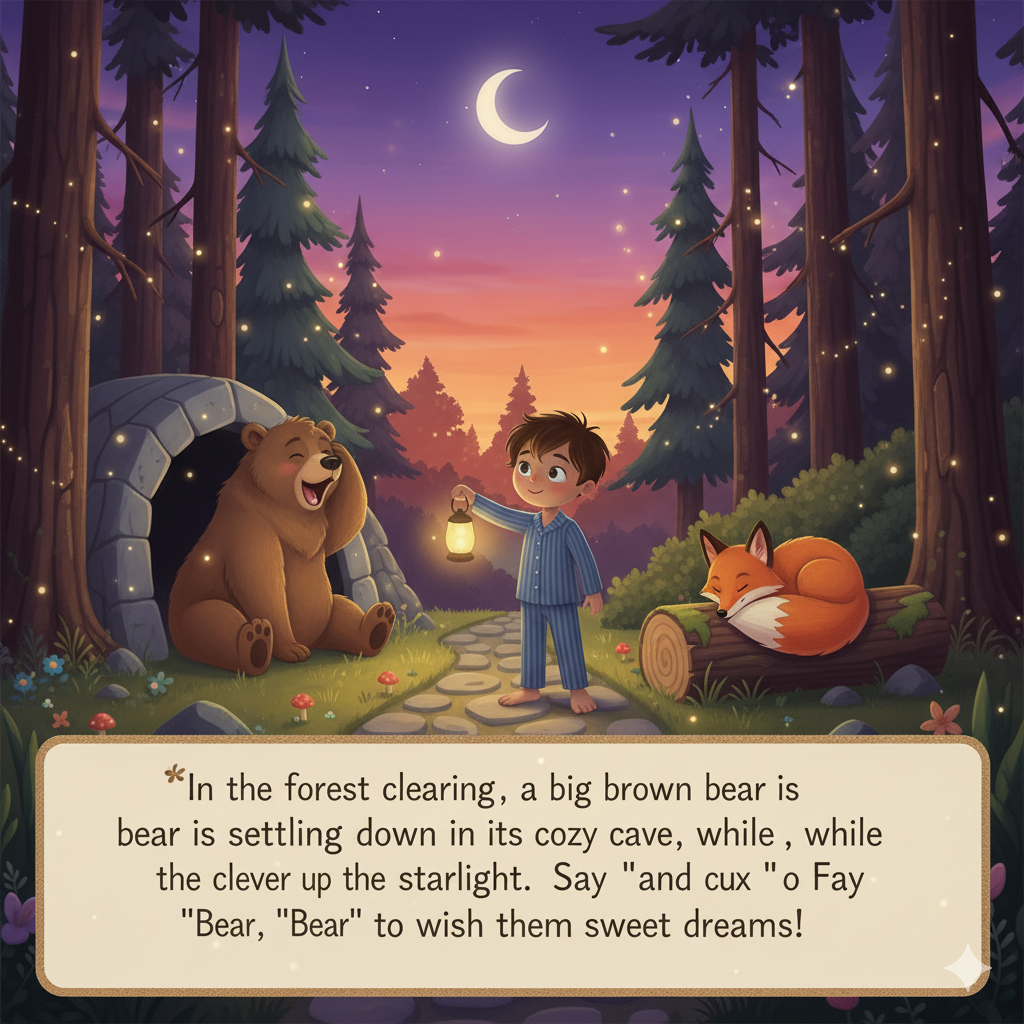 *In the forest clearing, a big brown bear is
bear is settling down in its cozy cave, while , while
the clever up the starlight. Say "and cux "o Fay
"Bear, "Bear" to wish them sweet dreams!